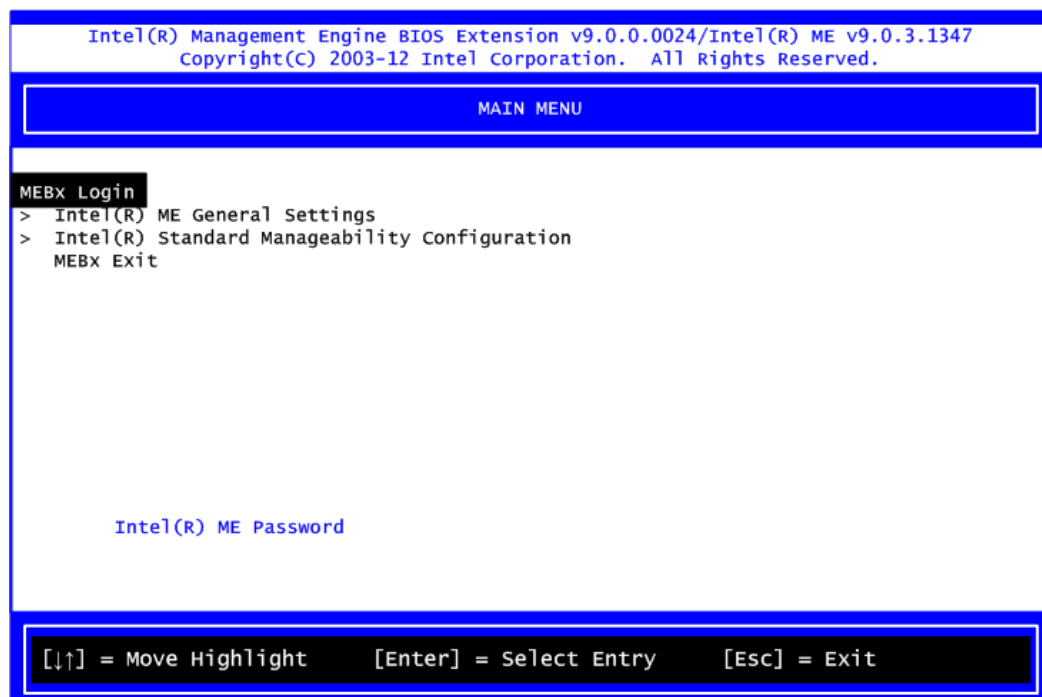 Intel(R) Management Engine BIOS Extension v9.0.0.0024/Intel(R) ME v9.0.3.1347
Copyright(C) 2003-12 Intel Corporation. All Rights Reserved.
MAIN MENU
MEBx Login
> Intel(R) ME General Settings
> Intel(R) Standard Manageability Configuration
MEBx Exit
Intel(R) ME Password
[↓↑] = Move Highlight [Enter] = Select Entry [Esc] = Exit